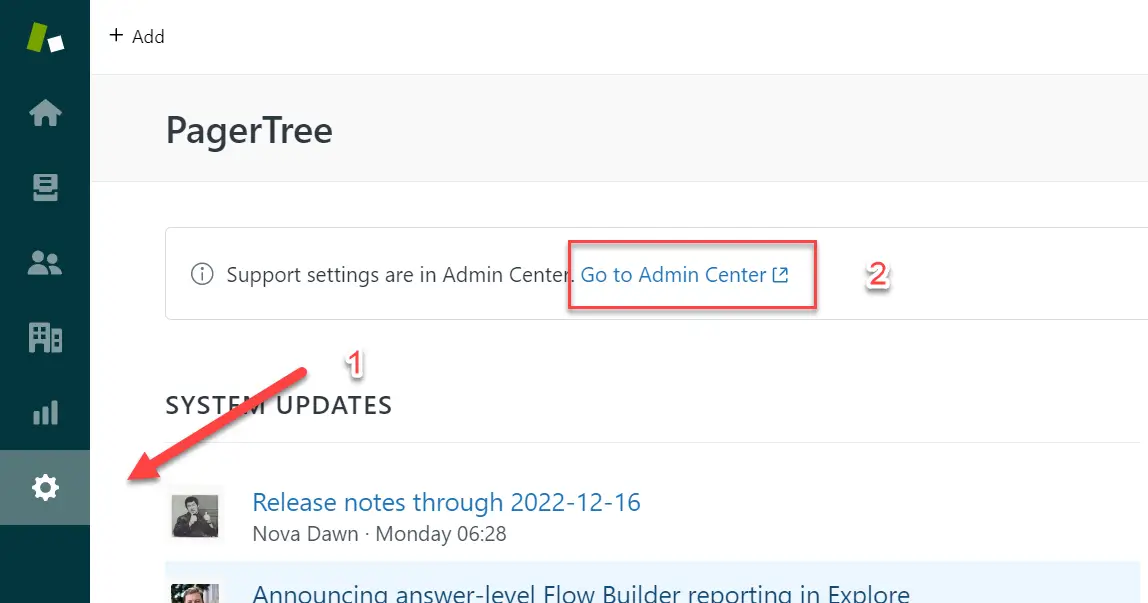 + Add
PagerTree
Support settings are in Admin Center. Go to Admin Center
2
1
SYSTEM UPDATES
Release notes through 2022-12-16
Nova Dawn · Monday 06:28
Announcing answer-level Flow Builder reporting in Explore